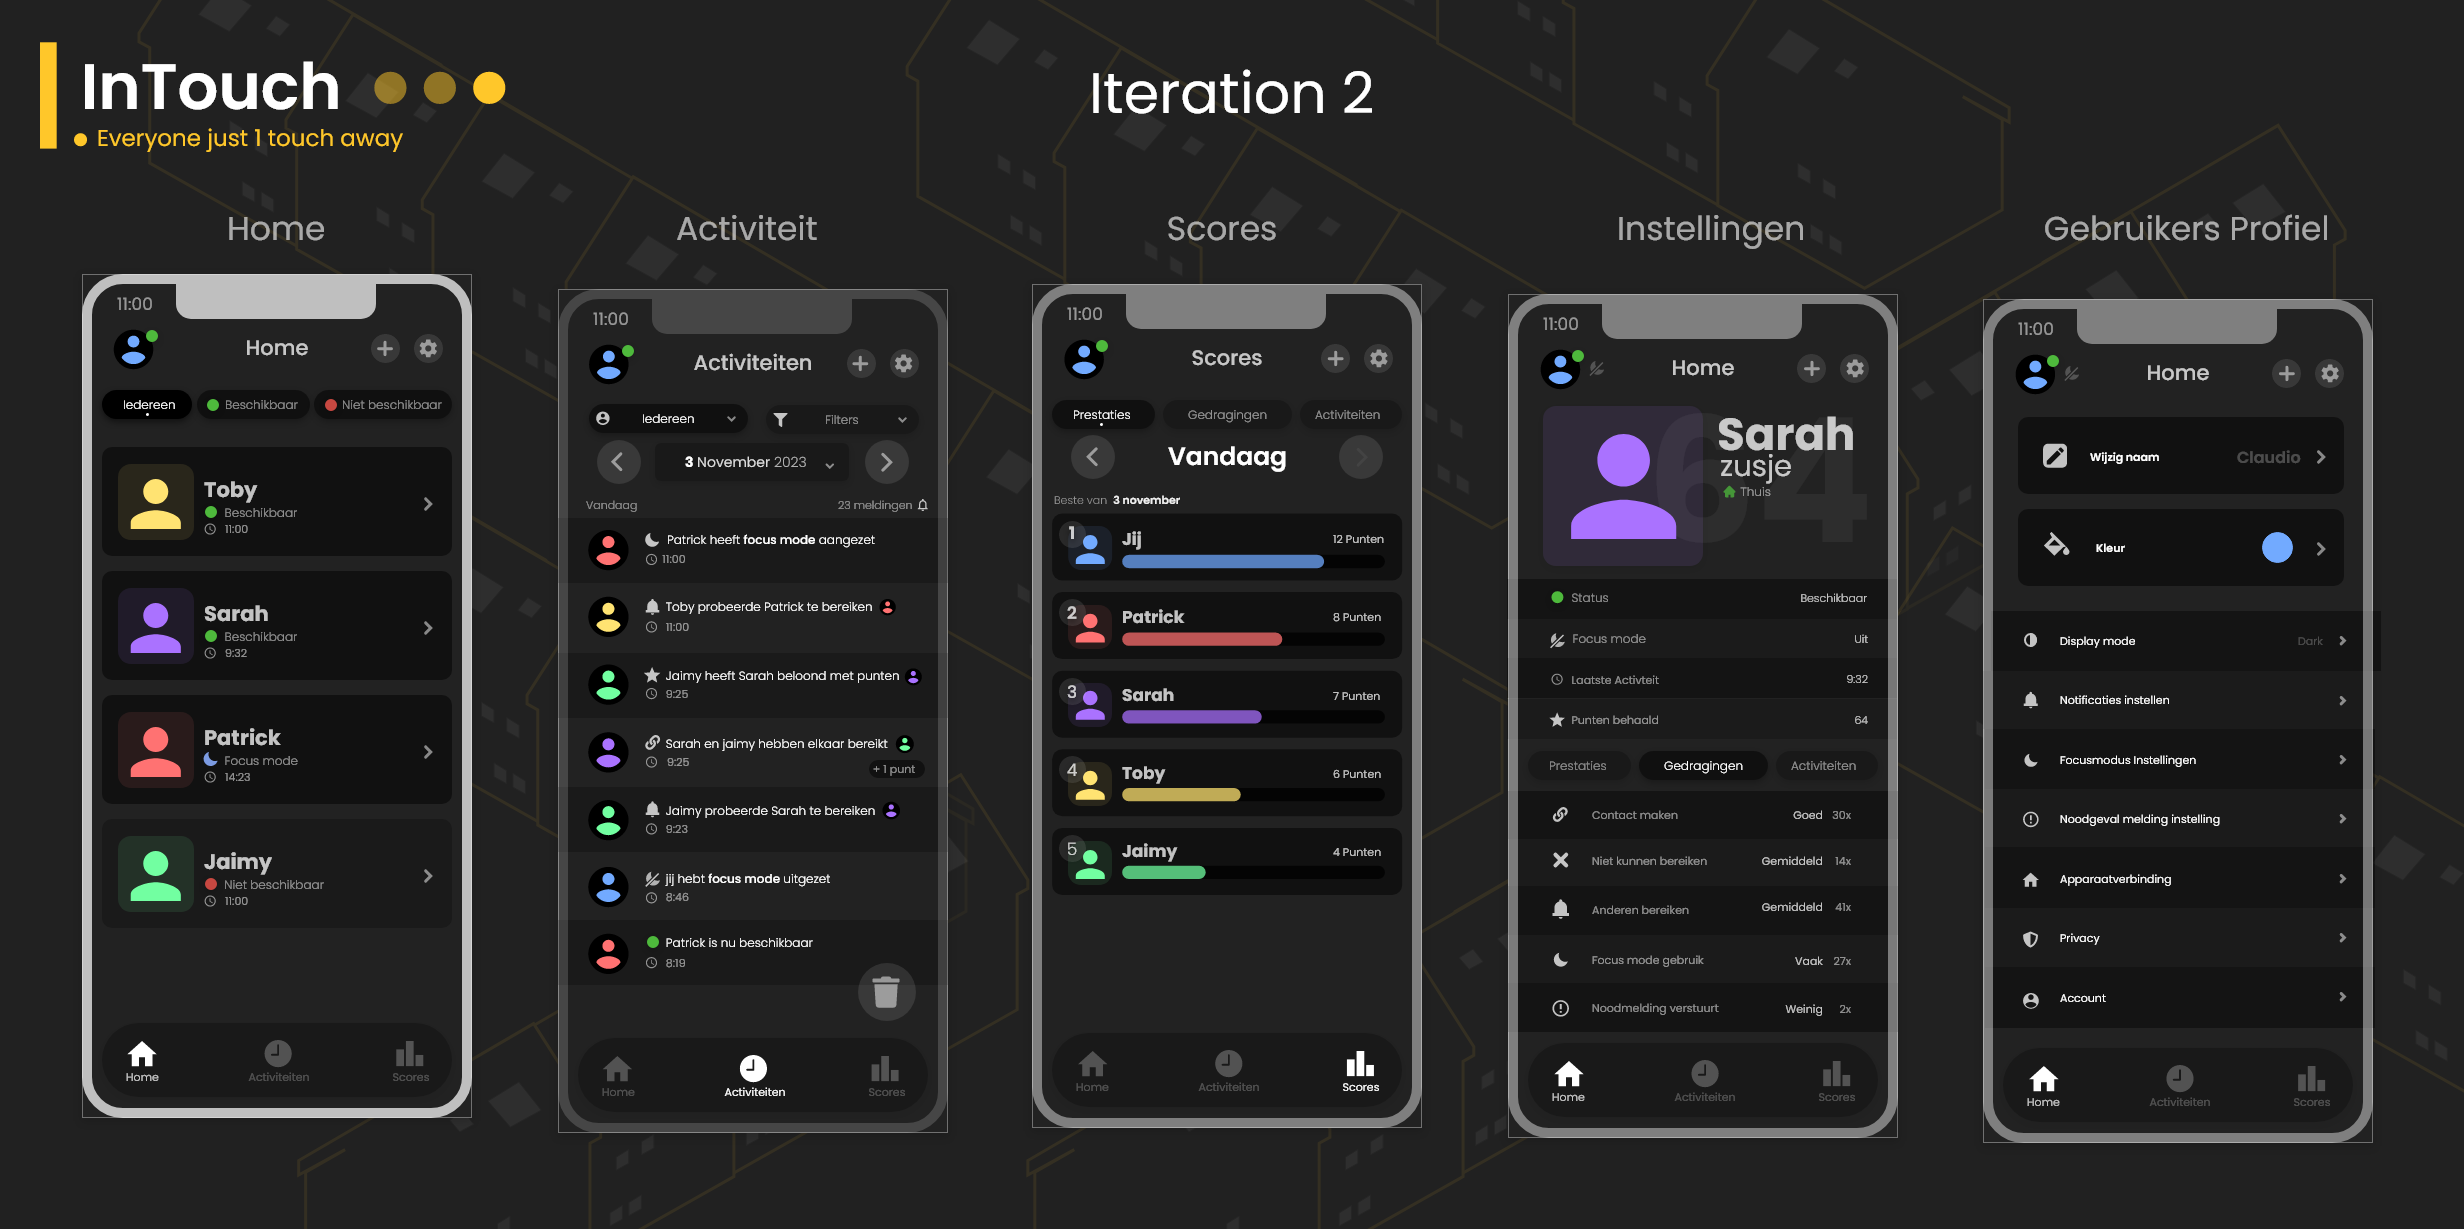 InTouch
Everyone just 1 touch away
Iteration 2
Home
11:00
Home
Iedereen
Beschikbaar
Niet beschikbaar
Toby
Beschikbaar
11:00
Sarah
Beschikbaar
9:32
Patrick
Focus mode
14:23
Jaimy
Niet beschikbaar
11:00
Home
Activiteiten
Scores
Activiteit
11:00
Activiteiten
Iedereen
Filters
3 November 2023
Vandaag
23 meldingen
Patrick heeft focus mode aangezet
11:00
Toby probeerde Patrick te bereiken
11:00
Jaimy heeft Sarah beloond met punten
9:25
Sarah en jaimy hebben elkaar bereikt
9:25
+ 1 punt
Jaimy probeerde Sarah te bereiken
9:23
jij hebt focus mode uitgezet
8:46
Patrick is nu beschikbaar
8:19
Home
Activiteiten
Scores
Scores
11:00
Scores
Prestaties
Gedragingen
Activiteiten
Vandaag
Beste van 3 november
1
Jij
12 Punten
2
Patrick
8 Punten
3
Sarah
7 Punten
4
Toby
6 Punten
5
Jaimy
4 Punten
Home
Activiteiten
Scores
Instellingen
11:00
Home
64
Sarah
zusje
Thuis
Status
Beschikbaar
Focus mode
Uit
Laatste Activteit
9:32
Punten behaald
64
Prestaties
Gedragingen
Activiteiten
Contact maken
Goed 30x
Niet kunnen bereiken
Gemiddeld 14x
Anderen bereiken
Gemiddeld 41x
Focus mode gebruik
Vaak 27x
Noodmelding verstuurt
Weinig 2x
Home
Activiteiten
Scores
Gebruikers Profiel
11:00
Home
Wijzig naam
Claudio
Kleur
Display mode
Dark
Notificaties instellen
Focusmodus Instellingen
Noodgeval melding instelling
Apparaatverbinding
Privacy
Account
Home
Activiteiten
Scores